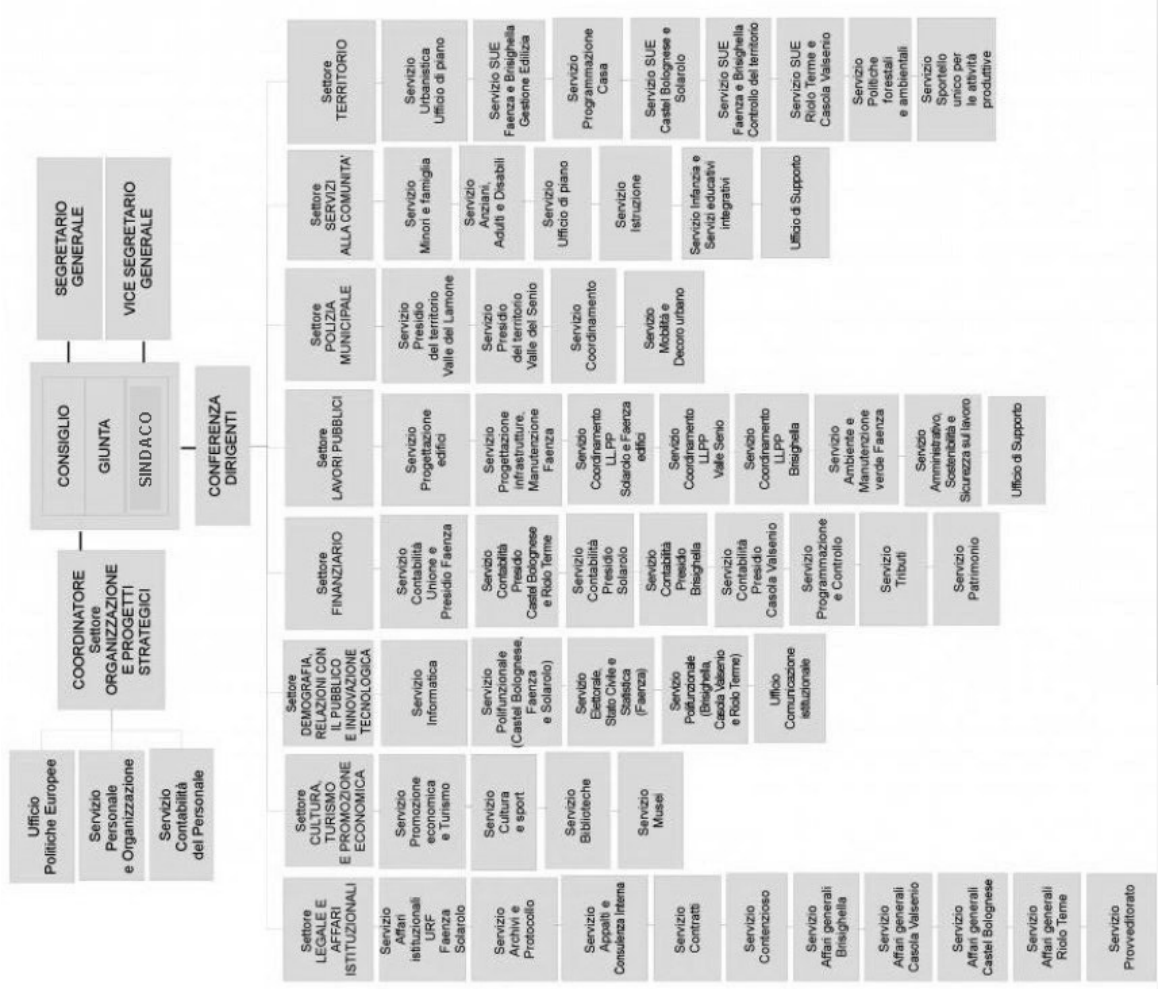 CONSIGLIO
GIUNTA
SINDACO
SEGRETARIO
GENERALE
VICE SEGRETARIO
GENERALE
CONFERENZA
DIRIGENTI
COORDINATORE
Settore
ORGANIZZAZIONE
E PROGETTI
STRATEGICI
Ufficio
Politiche Europee
Servizio
Personale
e Organizzazione
Servizio
Contabilità
del Personale
Settore
LEGALE E
AFFARI
ISTITUZIONALI
Servizio
Affari
istituzionali
URF
Faenza
Solarolo
Servizio
Archivi e
Protocollo
Servizio
Appalti e
Consulenza Interna
Servizio
Contratti
Servizio
Contenzioso
Servizio
Affari generali
Brisighella
Servizio
Affari generali
Casola Valsenio
Servizio
Affari generali
Castel Bolognese
Servizio
Affari generali
Riolo Terme
Servizio
Provveditorato
Settore
CULTURA,
TURISMO
E PROMOZIONE
ECONOMICA
Servizio
Promozione
economica
e Turismo
Servizio
Cultura
e sport
Servizio
Biblioteche
Servizio
Musei
Settore
DEMOGRAFIA,
RELAZIONI CON
IL PUBBLICO
E INNOVAZIONE
TECNOLOGICA
Servizio
Informatica
Servizio
Polifunzionale
(Castel Bolognese,
Faenza
e Solarolo)
Servizio
Elettorale,
Stato Civile e
Statistica
(Faenza)
Servizio
Polifunzionale
(Brisighella,
Casola Valsenio
e Riolo Terme)
Ufficio
Comunicazione
istituzionale
Settore
FINANZIARIO
Servizio
Contabilità
Unione e
Presidio Faenza
Servizio
Contabilità
Presidio
Castel Bolognese
e Riolo Terme
Servizio
Contabilità
Presidio
Solarolo
Servizio
Contabilità
Presidio
Brisighella
Servizio
Contabilità
Presidio
Casola Valsenio
Servizio
Programmazione
e Controllo
Servizio
Tributi
Servizio
Patrimonio
Settore
LAVORI PUBBLICI
Servizio
Progettazione
edifici
Servizio
Progettazione
infrastrutture,
Manutenzione
Faenza
Servizio
Coordinamento
LL.PP
Solarolo e Faenza
edifici
Servizio
Coordinamento
LLPP
Valle Senio
Servizio
Coordinamento
LLPP
Brisighella
Servizio
Ambiente e
Manutenzione
verde Faenza
Servizio
Amministrativo,
Sostenibilità e
Sicurezza sul lavoro
Ufficio di Supporto
Settore
POLIZIA
MUNICIPALE
Servizio
Presidio
del territorio
Valle del Lamone
Servizio
Presidio
del territorio
Valle del Senio
Servizio
Coordinamento
Servizio
Mobilità e
Decoro urbano
Settore
SERVIZI
ALLA COMUNITA'
Servizio
Minori e famiglia
Servizio
Anziani,
Adulti e Disabili
Servizio
Ufficio di piano
Servizio
Istruzione
Servizio Infanzia e
Servizi educativi
integrativi
Ufficio di Supporto
Settore
TERRITORIO
Servizio
Urbanistica
Ufficio di piano
Servizio SUE
Faenza e Brisighella
Gestione Edilizia
Servizio
Programmazione
Casa
Servizio SUE
Castel Bolognese e
Solarolo
Servizio SUE
Faenza e Brisighella
Controllo del territorio
Servizio SUE
Riolo Terme e
Casola Valsenio
Servizio
Politiche
forestali
e ambientali
Servizio
Sportello
unico per
le attività
produttive